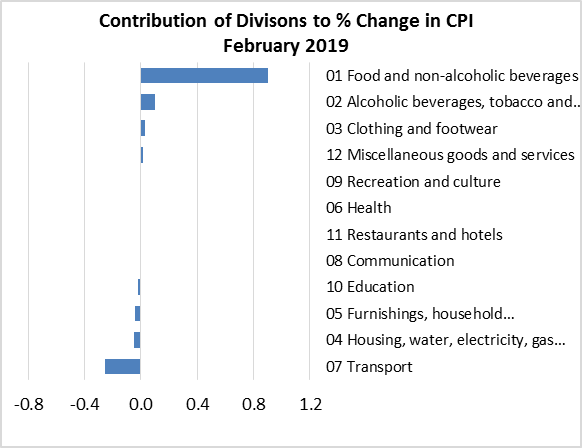 Contribution of Divisons to % Change in CPI
February 2019
01 Food and non-alcoholic beverages
02 Alcoholic beverages, tobacco and..
03 Clothing and footwear
12 Miscellaneous goods and services
09 Recreation and culture
06 Health
11 Restaurants and hotels
08 Communication
10 Education
05 Furnishings, household...
04 Housing, water, electricity, gas...
07 Transport
-0.8 -0.4 0.0 0.4 0.8 1.2